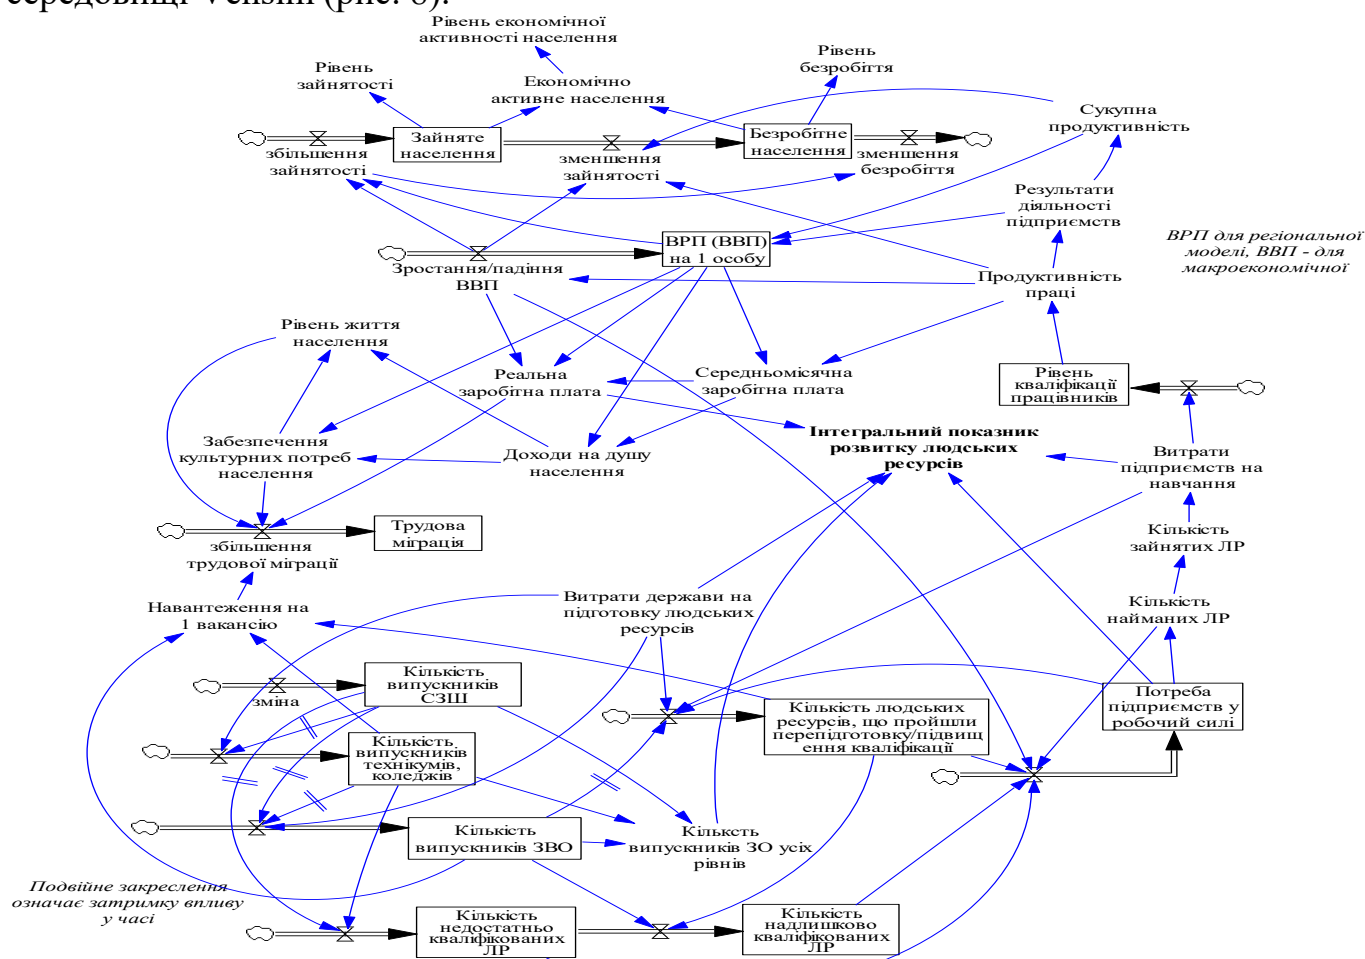 середовищі Vensim (рис. 8).
Рівень економічної
активності населення
Рівень
зайнятості
Економічно
активне населення
Рівень
безробіття
Сукупна
продуктивність
Зайняте
населення
Безробітне
населення
збільшення
зайнятості
зменшення
зайнятості
зменшення
безробіття
Результати
діяльності
підприємств
ВРП (ВВП)
на 1 особу
ВРП для регіональної
моделі, ВВП - для
макроекономічної
Зростання/падіння
ВВП
Продуктивність
праці
Рівень життя
населення
Реальна
заробітна плата
Середньомісячна
заробітна плата
Рівень
кваліфікації
працівників
Забезпечення
культурних потреб
населення
Доходи на душу
населення
Інтегральний показник
розвитку людських
ресурсів
Витрати
підприємств на
навчання
Трудова
міграція
збільшення
трудової міграції
Кількість
зайнятих ЛР
Навантеження на
1 вакансію
Витрати держави на
підготовку людських
ресурсів
Кількість
найманих ЛР
Кількість
випускників
СЗШ
зміна
Кількість людських
ресурсів, що пройшли
перепідготовку/підвищ
ення кваліфікації
Потреба
підприємств у
робочий силі
Кількість
випускників
технікумів,
коледжів
Кількість
випускників ЗВО
Кільксть
випускників ЗО усіх
рівнів
Подвійне закреслення
означає затримку впливу
у часі
Кількість
недостатньо
кваліфікованих
ЛР
Кількість
надлишково
кваліфікованих
ЛР